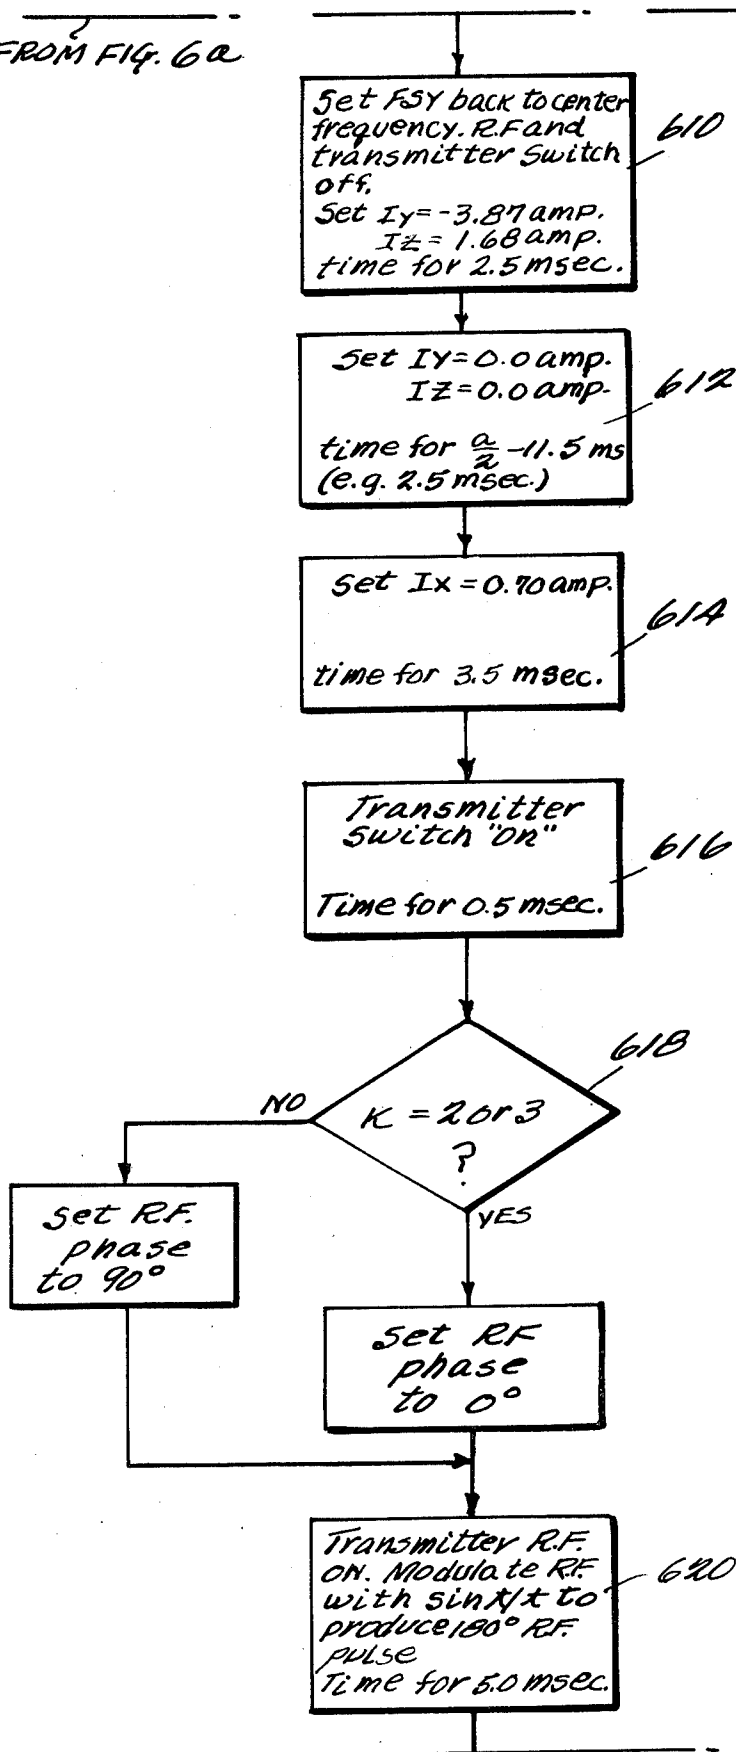 FROM FIG. 6a
Set FSY back to center
frequency. R.F and
transmitter Switch
off.
Set IY = -3.87 amp.
IZ = 1.68 amp.
time for 2.5 msec.
610
Set IY = 0.0 amp.
IZ = 0.0 amp.
time for a/2 - 11.5 ms
(e.g. 2.5 msec.)
612
Set IX = 0.70 amp.
time for 3.5 msec.
614
Transmitter
Switch "on"
Time for 0.5 msec.
616
618
NO
K = 2 or 3
?
YES
Set R.F.
phase
to 90°
Set RF
phase
to 0°
Transmitter R.F.
ON. Modulate RF
with sin t/t to
produce 180° R.F.
pulse
Time for 5.0 msec.
620